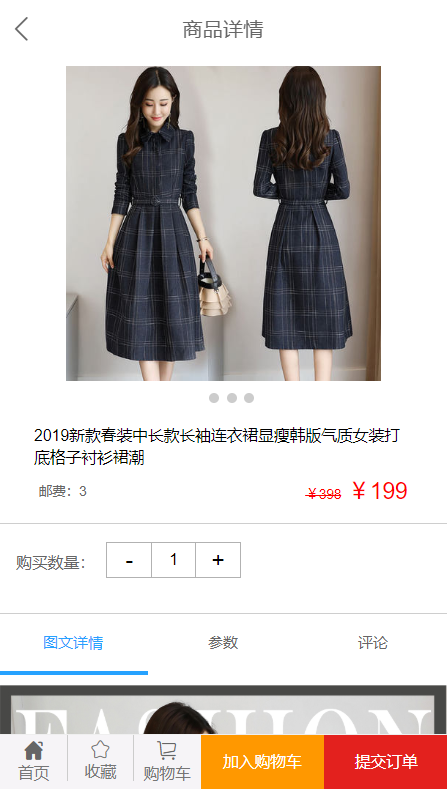 商品详情
2019新款春装中长款长袖连衣裙显瘦韩版气质女装打
底格子衬衫裙潮
邮费：3
￥398 ￥199
购买数量：
- 1 +
图文详情 参数 评论
FASHION
首页 收藏 购物车 加入购物车 提交订单